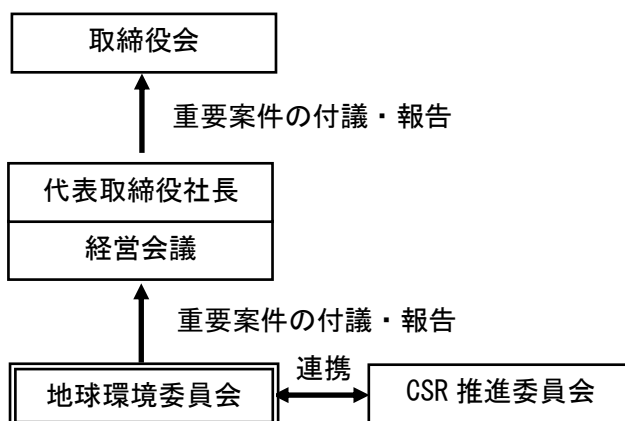 取締役会
重要案件の付議・報告
代表取締役社長
経営会議
重要案件の付議・報告
連携
地球環境委員会
CSR 推進委員会